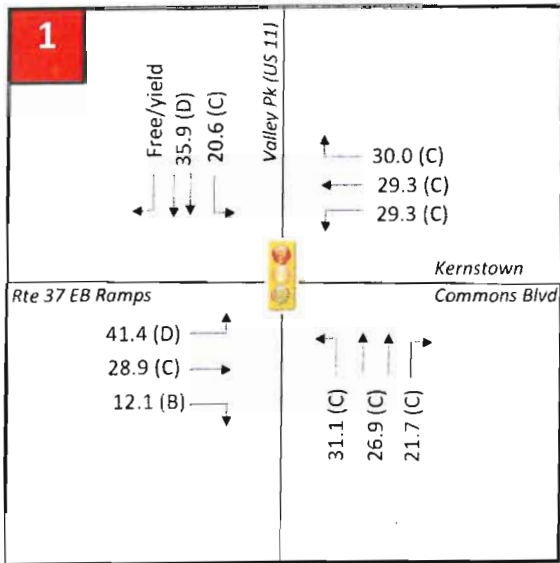 1
Free/yield
35.9 (D)
20.6 (C)
Valley Pk (US 11)
30.0 (C)
29.3 (C)
29.3 (C)
Kernstown
Commons Blvd
Rte 37 EB Ramps
41.4 (D)
28.9 (C)
12.1 (B)
31.1 (C)
26.9 (C)
21.7 (C)